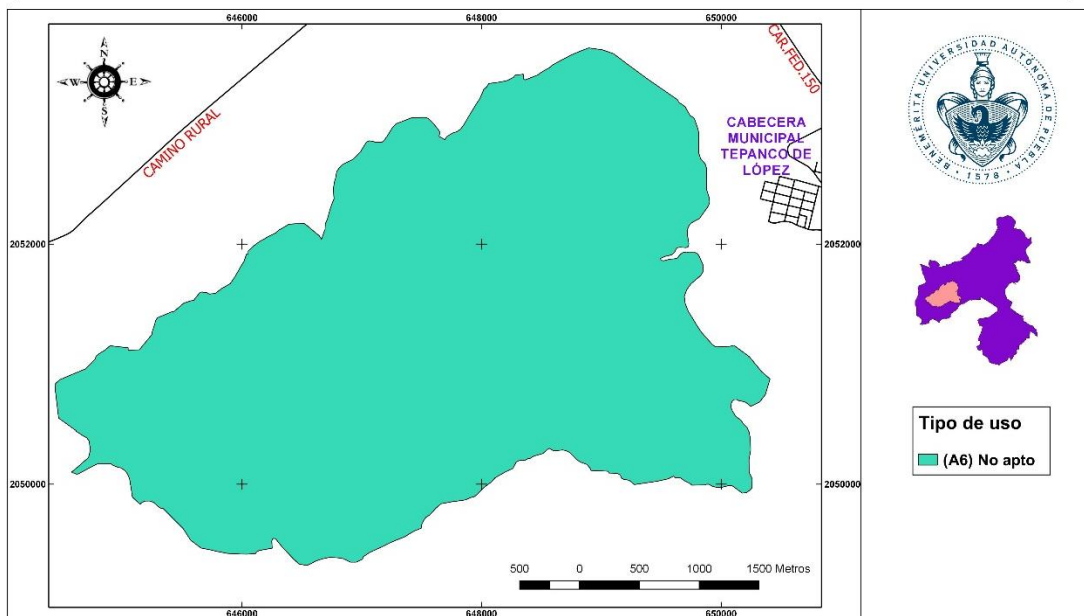 646000
648000
650000
N
W
E
S
CAMINO RURAL
CAR.FED.150
CABECERA
MUNICIPAL
TEPANCO DE
LÓPEZ
2052000
2052000
2050000
2050000
500 0 500 1000 1500 Metros
646000
648000
650000
BENEMÉRITA UNIVERSIDAD AUTÓNOMA DE PUEBLA
1578
Tipo de uso
(A6) No apto